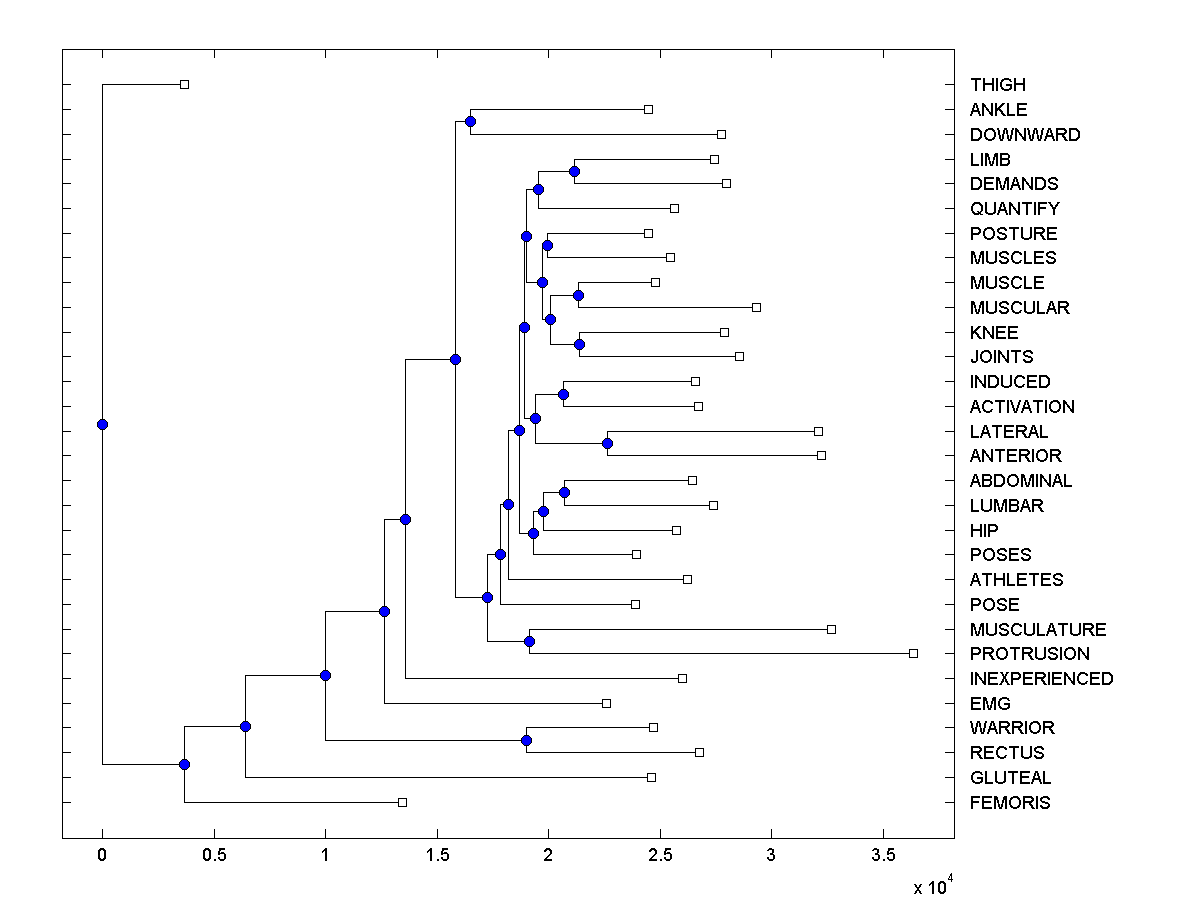 THIGH
ANKLE
DOWNWARD
LIMB
DEMANDS
QUANTIFY
POSTURE
MUSCLES
MUSCLE
MUSCULAR
KNEE
JOINTS
INDUCED
ACTIVATION
LATERAL
ANTERIOR
ABDOMINAL
LUMBAR
HIP
POSES
ATHLETES
POSE
MUSCULATURE
PROTRUSION
INEXPERIENCED
EMG
WARRIOR
RECTUS
GLUTEAL
FEMORIS
0 0.5 1 1.5 2 2.5 3 3.5
x 10^4